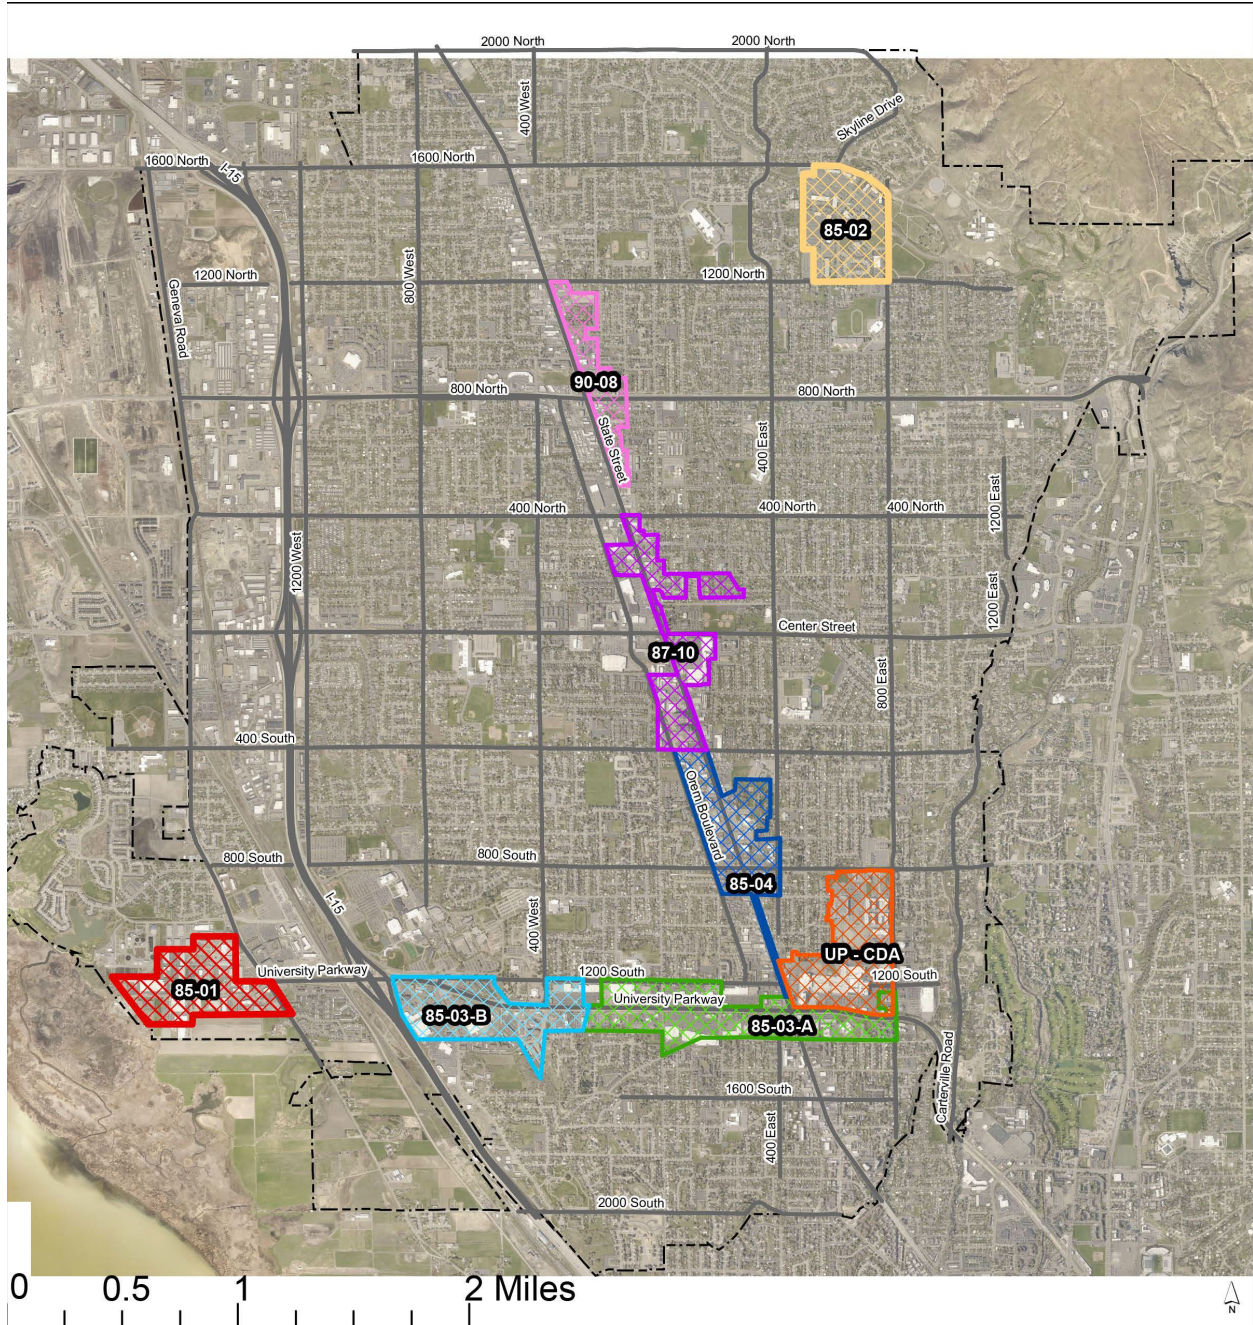 2000 North
2000 North
400 West
Skyline Drive
1600 North
1600 North
I-15
85-02
1200 North
800 West
1200 North
Geneva Road
90-08
800 North
800 North
State Street
400 East
1200 East
400 North
400 North
400 North
1200 West
1200 East
Center Street
87-10
800 East
400 South
Orem Boulevard
800 South
800 South
85-04
I-15
400 West
UP - CDA
University Parkway
1200 South
1200 South
85-01
University Parkway
85-03-B
85-03-A
Carterville Road
1600 South
400 East
2000 South
0 0.5 1 2 Miles
N